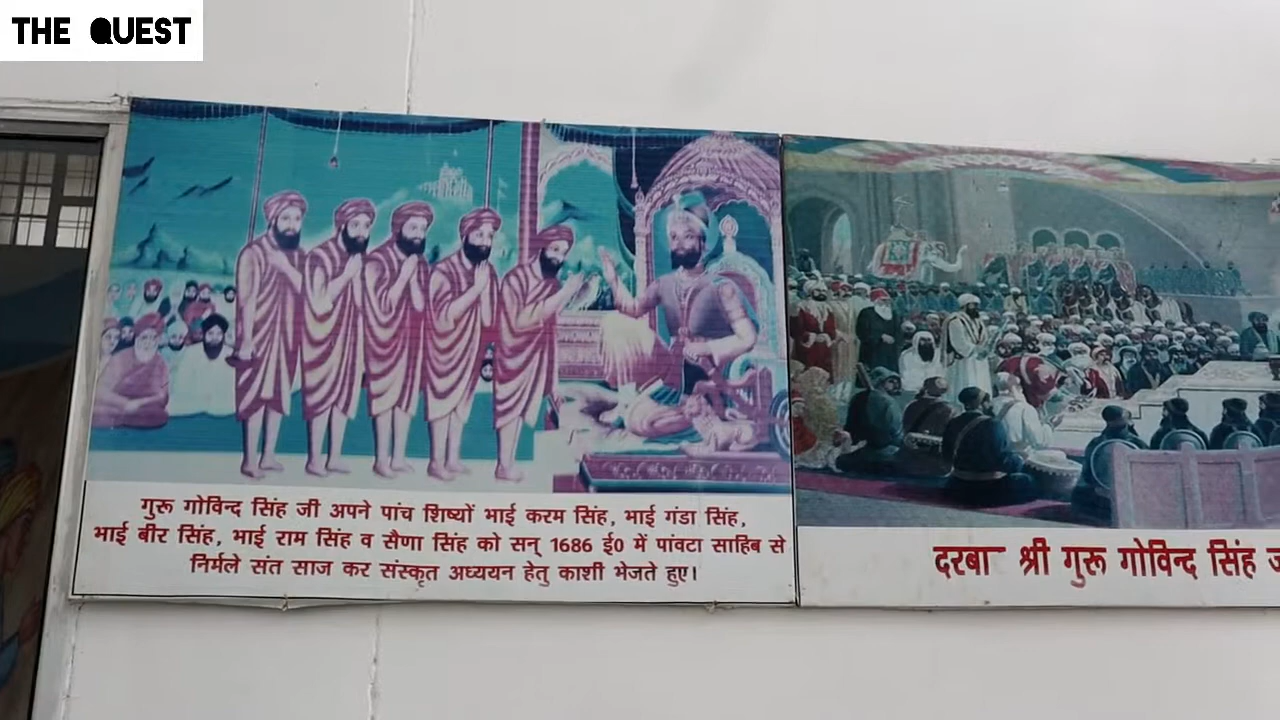 THE QUEST
गुरू गोविन्द सिंह जी अपने पांच शिष्यों भाई करम सिंह, भाई गंडा सिंह,
भाई बीर सिंह, भाई राम सिंह व सैणा सिंह को सन् 1686 ई0 में पांवटा साहिब से
निर्मले संत साज कर संस्कृत अध्ययन हेतु काशी भेजते हुए।
दरबा श्री गुरू गोविन्द सिंह